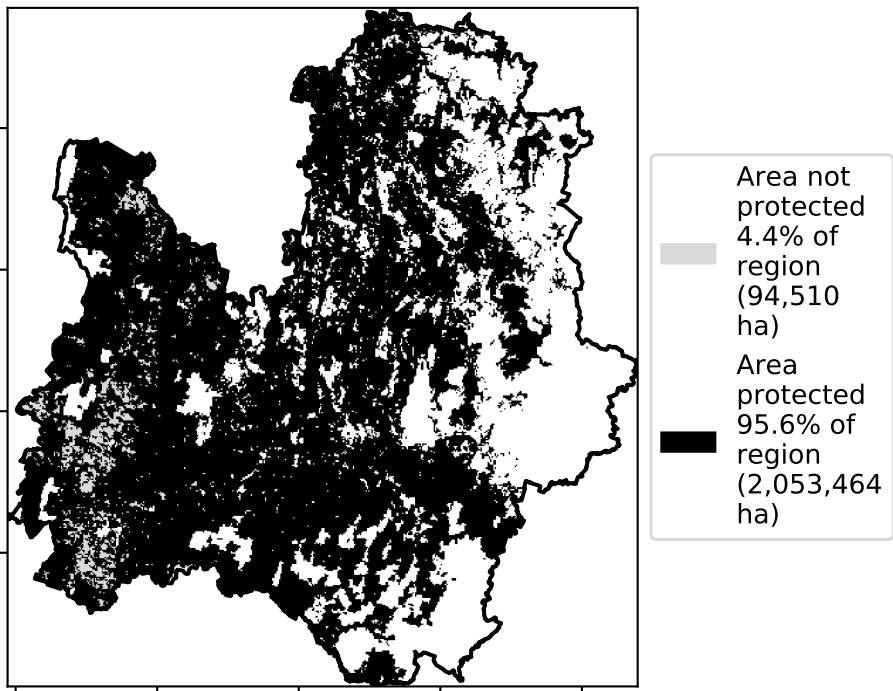 Area not
protected
4.4% of
region
(94,510
ha)
Area
protected
95.6% of
region
(2,053,464
ha)